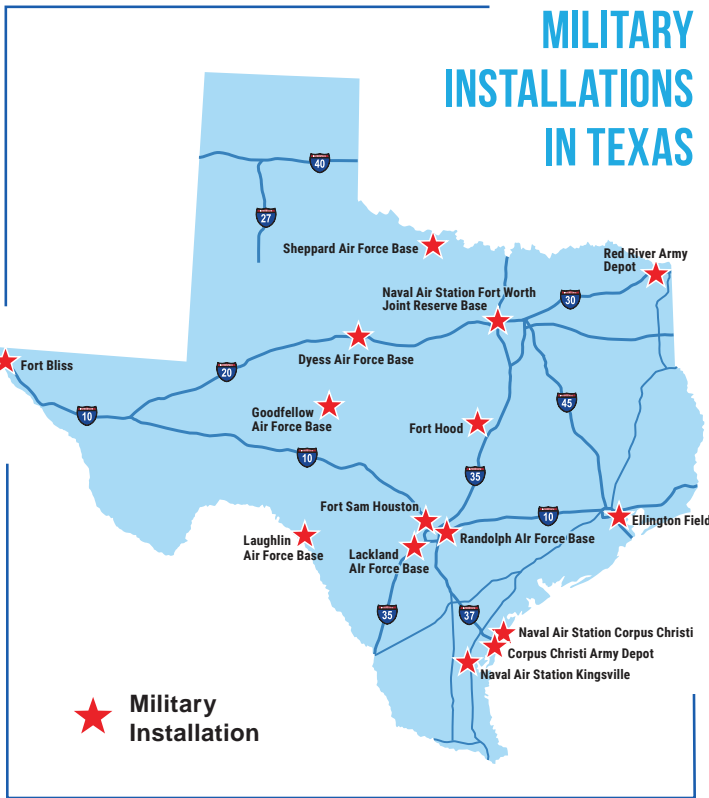 MILITARY
INSTALLATIONS
IN TEXAS
40
27
Sheppard Air Force Base
Red River Army
Depot
Naval Air Station Fort Worth
Joint Reserve Base
30
Dyess Air Force Base
Fort Bliss
20
10
Goodfellow
Air Force Base
45
Fort Hood
10
35
Fort Sam Houston
10
Ellington Field
Laughlin
Air Force Base
Lackland
AIr Force Base
Randolph AIr Force Base
35
37
Naval Air Station Corpus Christi
Corpus Christi Army Depot
Naval Air Station Kingsville
Military
Installation